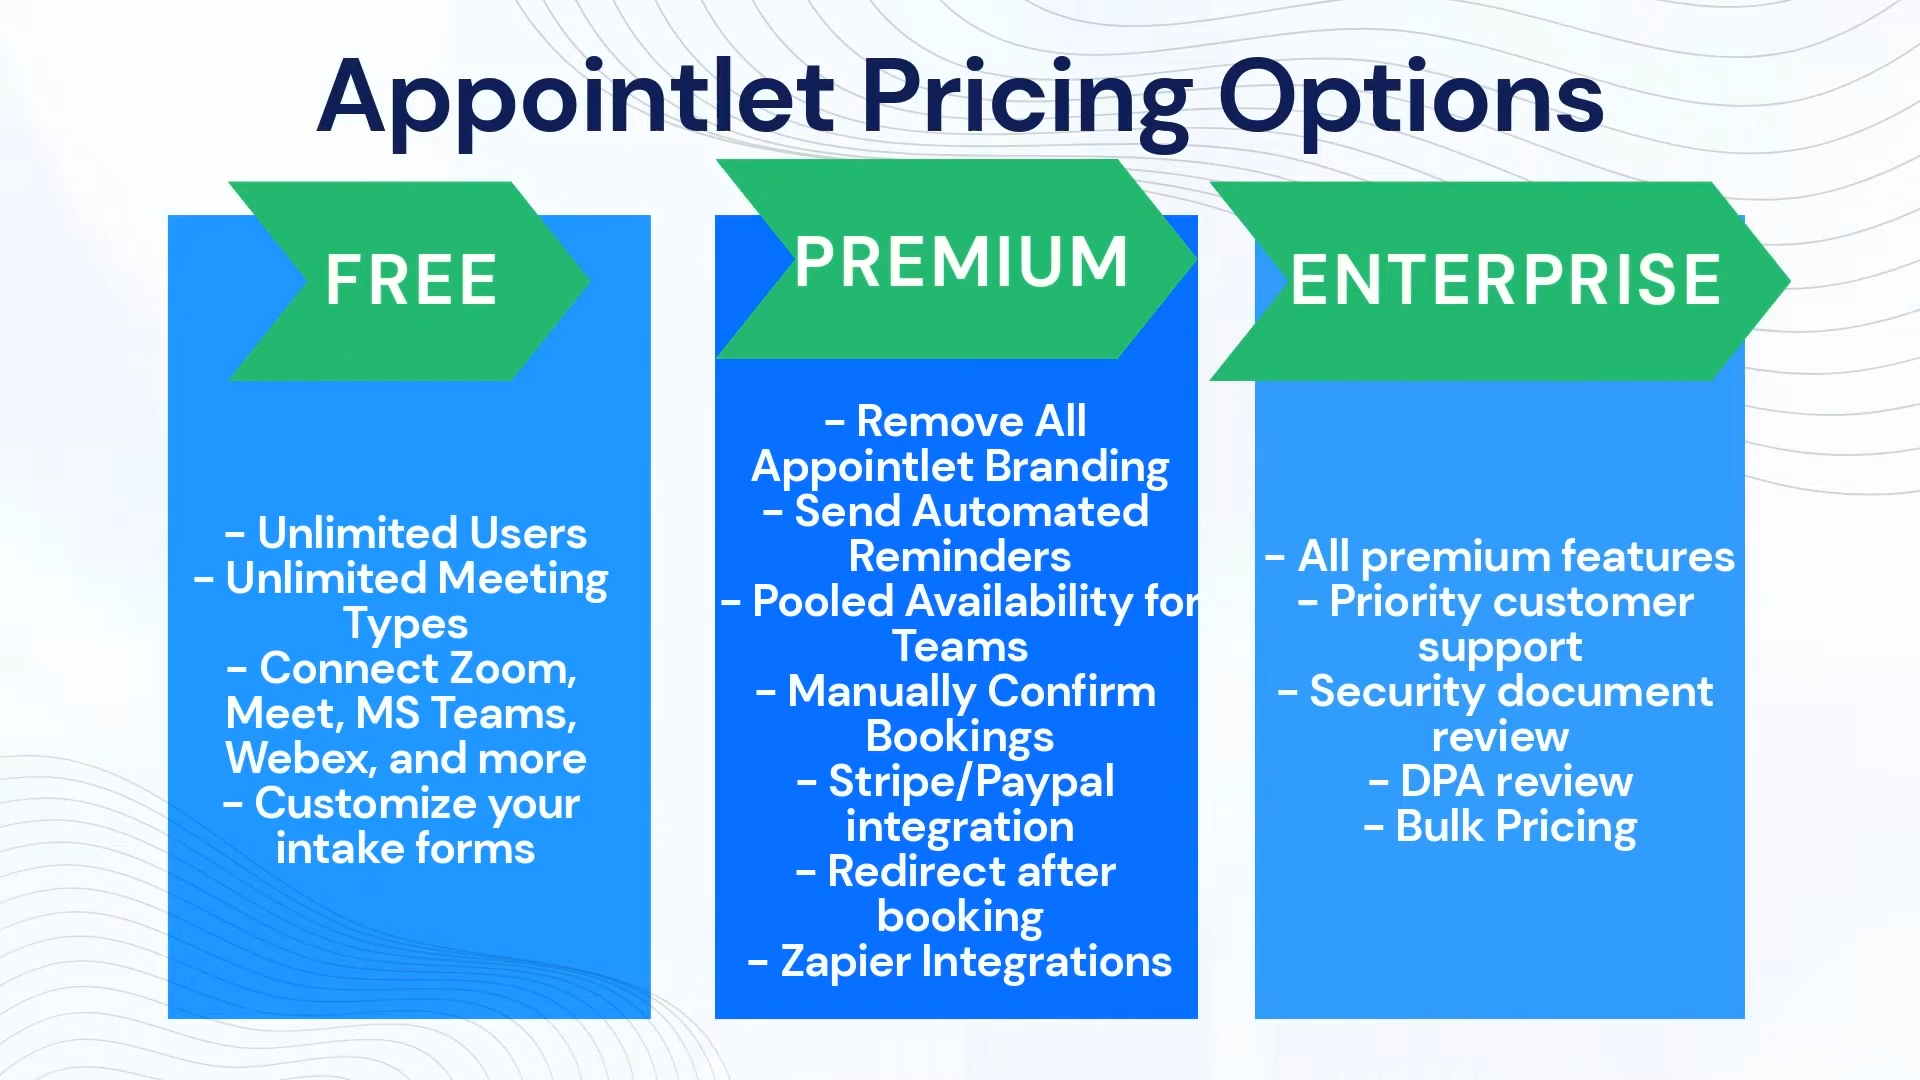 Appointlet Pricing Options
FREE
- Unlimited Users
- Unlimited Meeting
Types
- Connect Zoom,
Meet, MS Teams,
Webex, and more
- Customize your
intake forms
PREMIUM
- Remove All
Appointlet Branding
- Send Automated
Reminders
- Pooled Availability for
Teams
- Manually Confirm
Bookings
- Stripe/Paypal
integration
- Redirect after
booking
- Zapier Integrations
ENTERPRISE
- All premium features
- Priority customer
support
- Security document
review
- DPA review
- Bulk Pricing